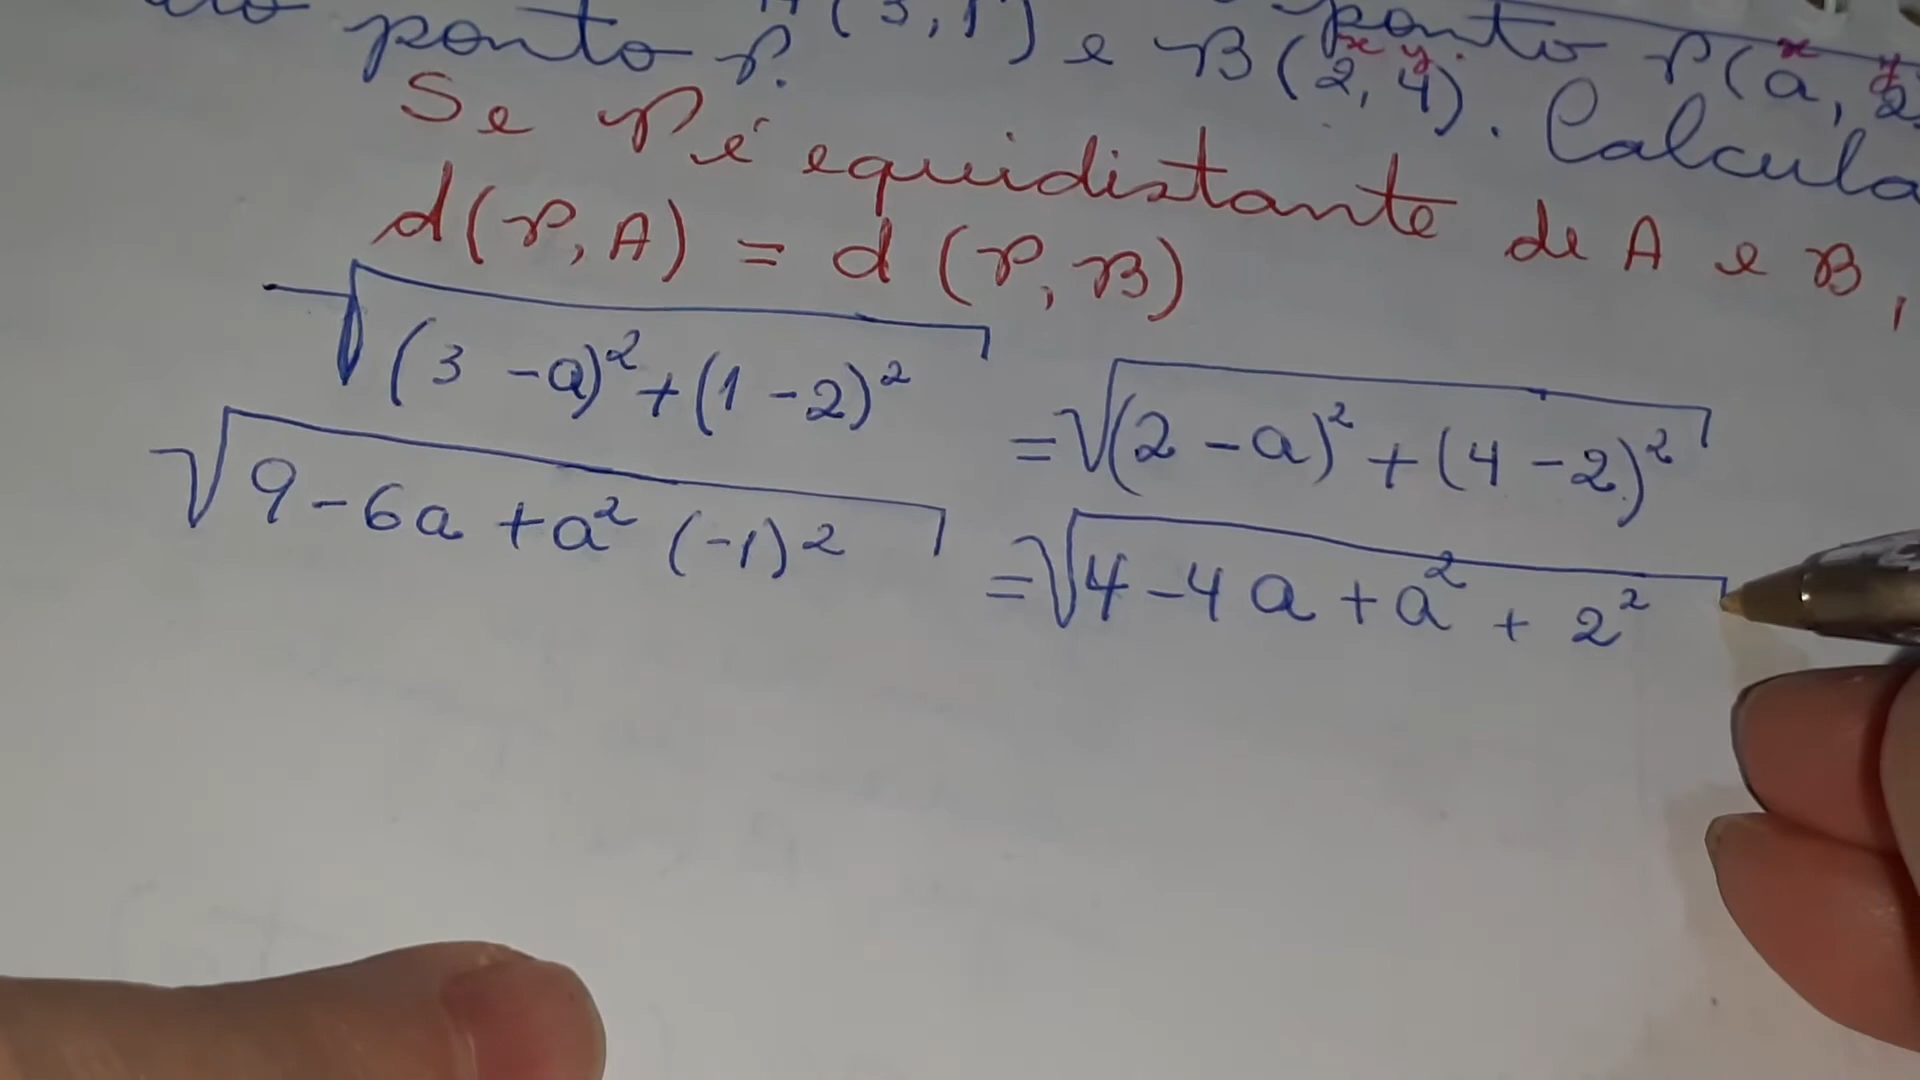 ponto P(a, 2
ponto P. (3, 1) e B(2, 4). Calcula
x y x y
Se P é equidistante de A e B,
d(P, A) = d(P, B)
√(3 - a)² + (1 - 2)² = √(2 - a)² + (4 - 2)²
√9 - 6a + a² (-1)² = √4 - 4a + a² + 2²